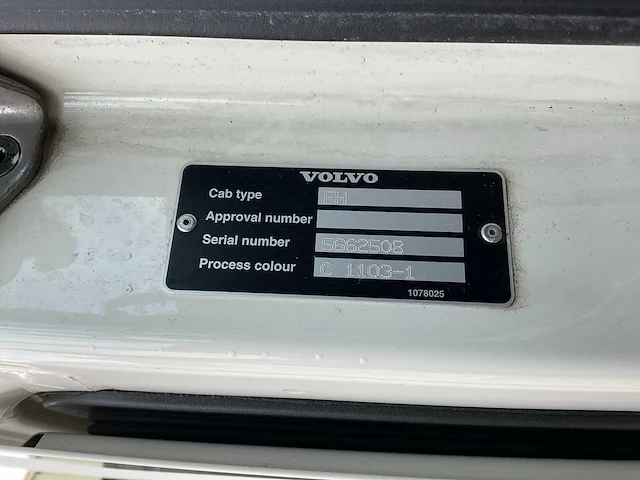 VOLVO
Cab type FH
Approval number
Serial number 5662508
Process colour C 1103-1
1078025